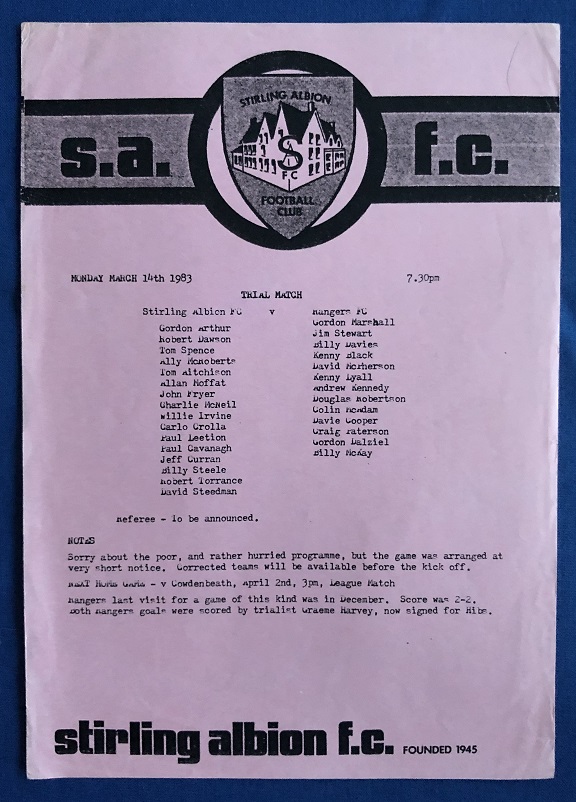 s.a. f.c.
STIRLING ALBION
S A
F C
FOOTBALL
CLUB
MONDAY MARCH 14th 1983 7.30pm
TRIAL MATCH
Stirling Albion FC v Rangers FC
Gordon Arthur Gordon Marshall
Robert Dawson Jim Stewart
Tom Spence Billy Davies
Ally McRoberts Kenny Black
Tom Aitchison David McPherson
Allan Moffat Kenny Lyall
John Fryer Andrew Kennedy
Charlie McNeil Douglas Robertson
Willie Irvine Colin McAdam
Carlo Crolla Davie Cooper
Paul Leetion Craig Paterson
Paul Cavanagh Gordon Dalziel
Jeff Curran Billy McKay
Billy Steele
Robert Torrance
David Steedman
Referee - To be announced.
NOTES
Sorry about the poor, and rather hurried programme, but the game was arranged at
very short notice. Corrected teams will be available before the kick off.
NEXT HOME GAME - v Cowdenbeath, April 2nd, 3pm, League Match
Rangers last visit for a game of this kind was in December. Score was 2-2.
Both Rangers goals were scored by trialist Graeme Harvey, now signed for Hibs.
stirling albion f.c. FOUNDED 1945